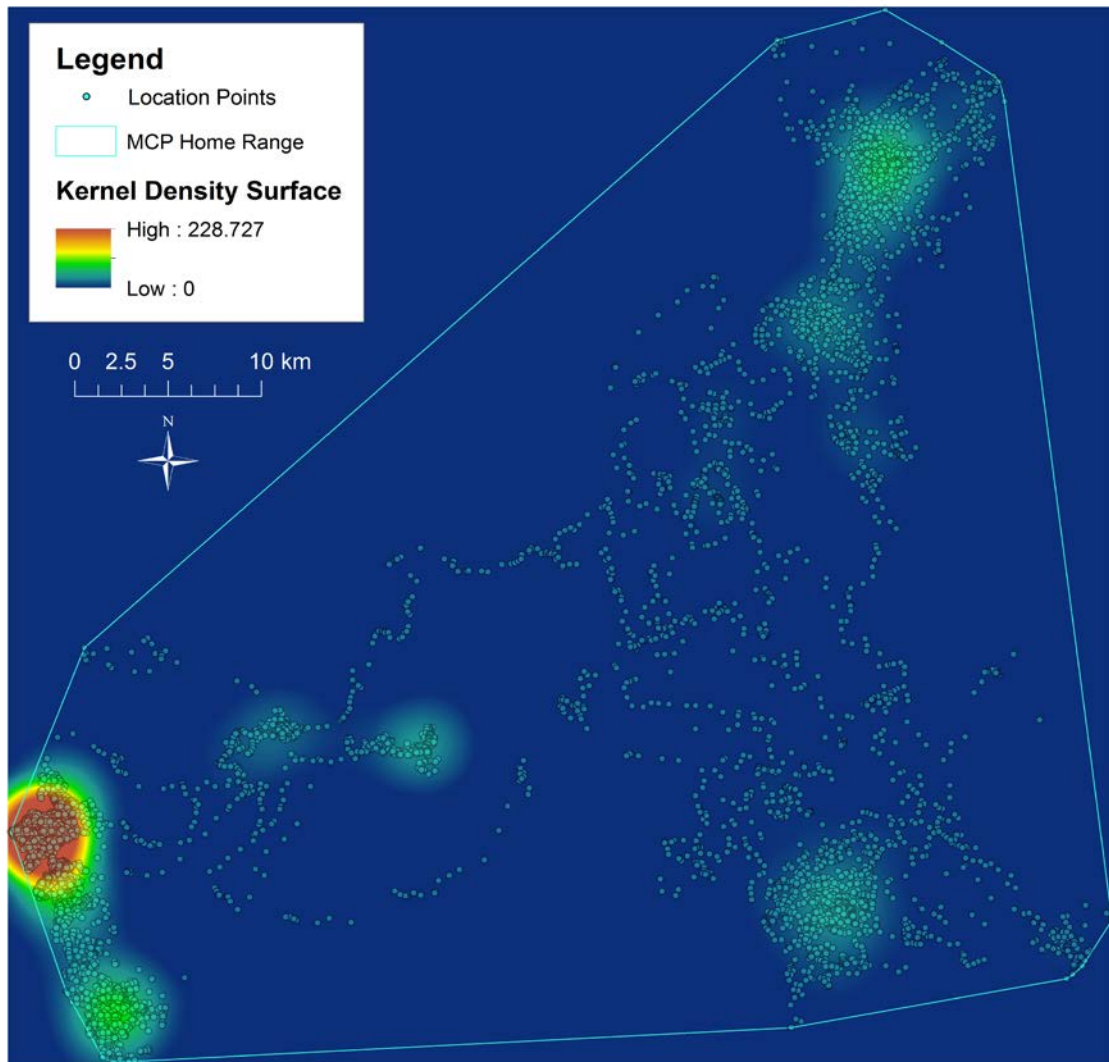 Legend
Location Points
MCP Home Range
Kernel Density Surface
High : 228.727
Low : 0
0 2.5 5 10 km
N